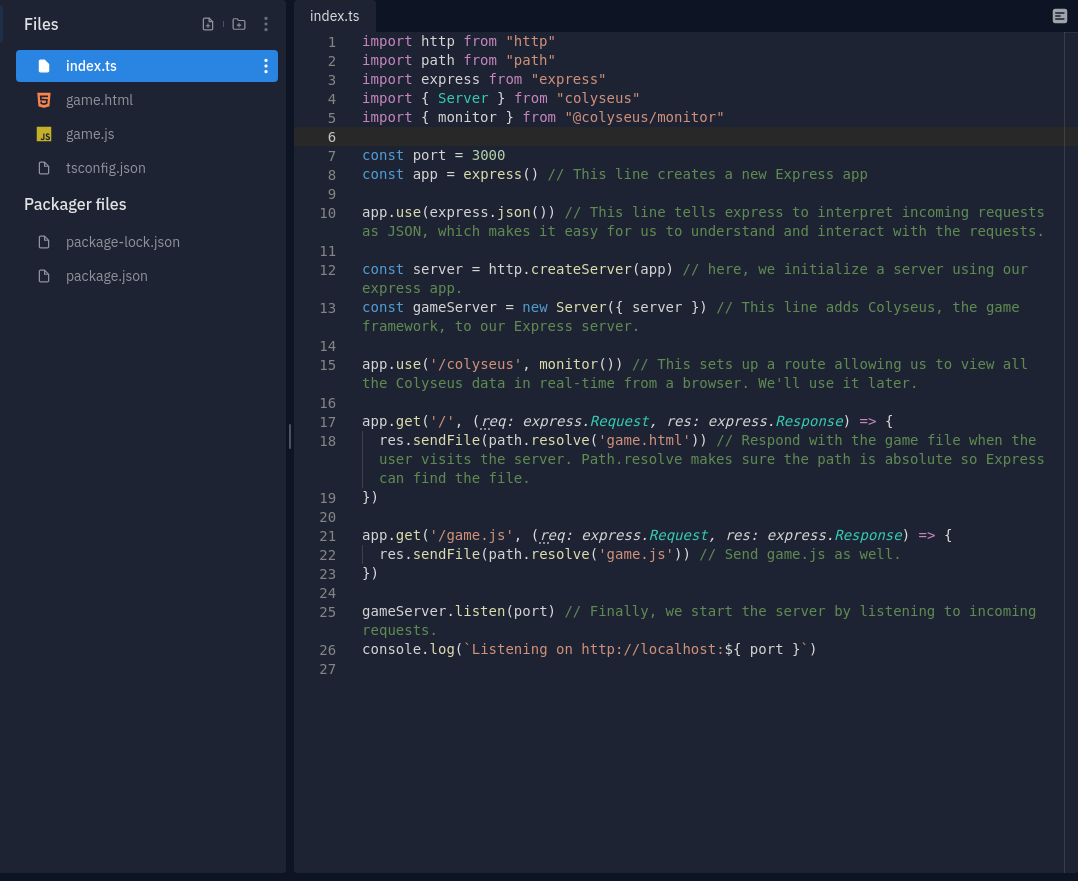 Files
index.ts
game.html
JS
game.js
tsconfig.json
Packager files
package-lock.json
package.json
index.ts
1 import http from "http"
2 import path from "path"
3 import express from "express"
4 import { Server } from "colyseus"
5 import { monitor } from "@colyseus/monitor"
6
7 const port = 3000
8 const app = express() // This line creates a new Express app
9
10 app.use(express.json()) // This line tells express to interpret incoming requests
as JSON, which makes it easy for us to understand and interact with the requests.
11
12 const server = http.createServer(app) // here, we initialize a server using our
express app.
13 const gameServer = new Server({ server }) // This line adds Colyseus, the game
framework, to our Express server.
14
15 app.use('/colyseus', monitor()) // This sets up a route allowing us to view all
the Colyseus data in real-time from a browser. We'll use it later.
16
17 app.get('/', (req: express.Request, res: express.Response) => {
18 res.sendFile(path.resolve('game.html')) // Respond with the game file when the
user visits the server. Path.resolve makes sure the path is absolute so Express
can find the file.
19 })
20
21 app.get('/game.js', (req: express.Request, res: express.Response) => {
22 res.sendFile(path.resolve('game.js')) // Send game.js as well.
23 })
24
25 gameServer.listen(port) // Finally, we start the server by listening to incoming
requests.
26 console.log(`Listening on http://localhost:${ port }`)
27